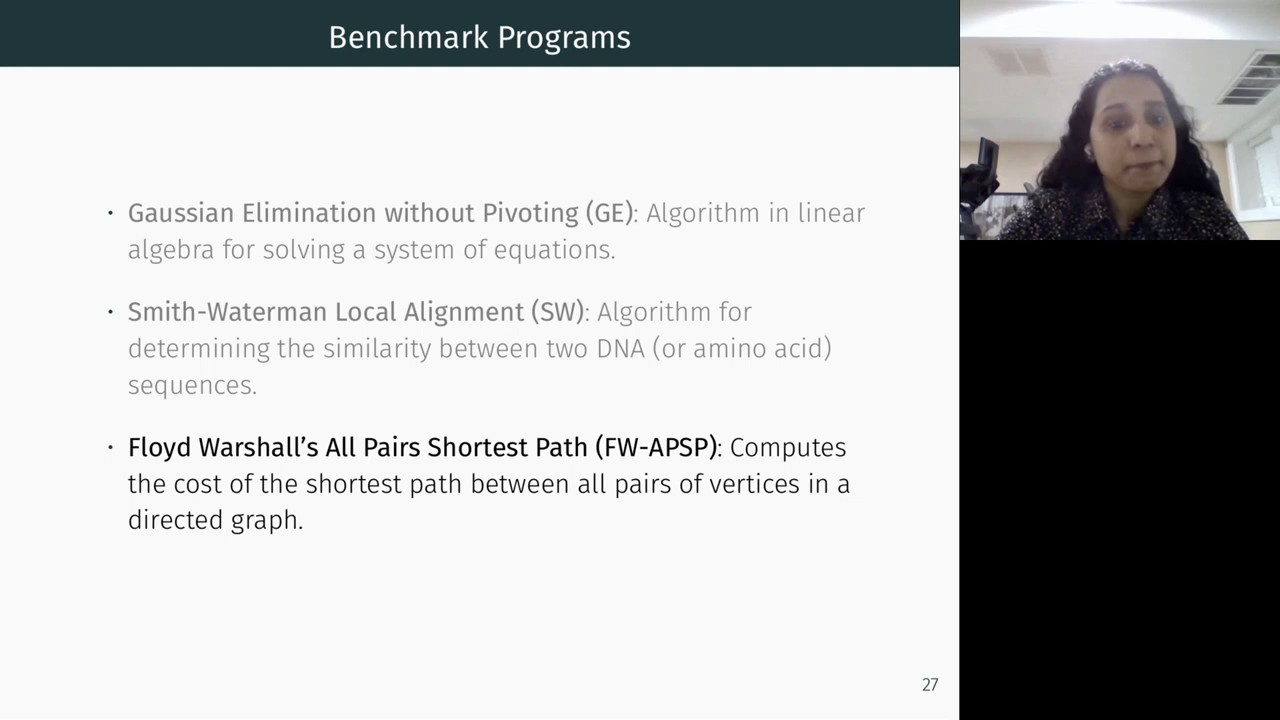 Benchmark Programs
· Gaussian Elimination without Pivoting (GE): Algorithm in linear
algebra for solving a system of equations.
· Smith-Waterman Local Alignment (SW): Algorithm for
determining the similarity between two DNA (or amino acid)
sequences.
· Floyd Warshall’s All Pairs Shortest Path (FW-APSP): Computes
the cost of the shortest path between all pairs of vertices in a
directed graph.
27